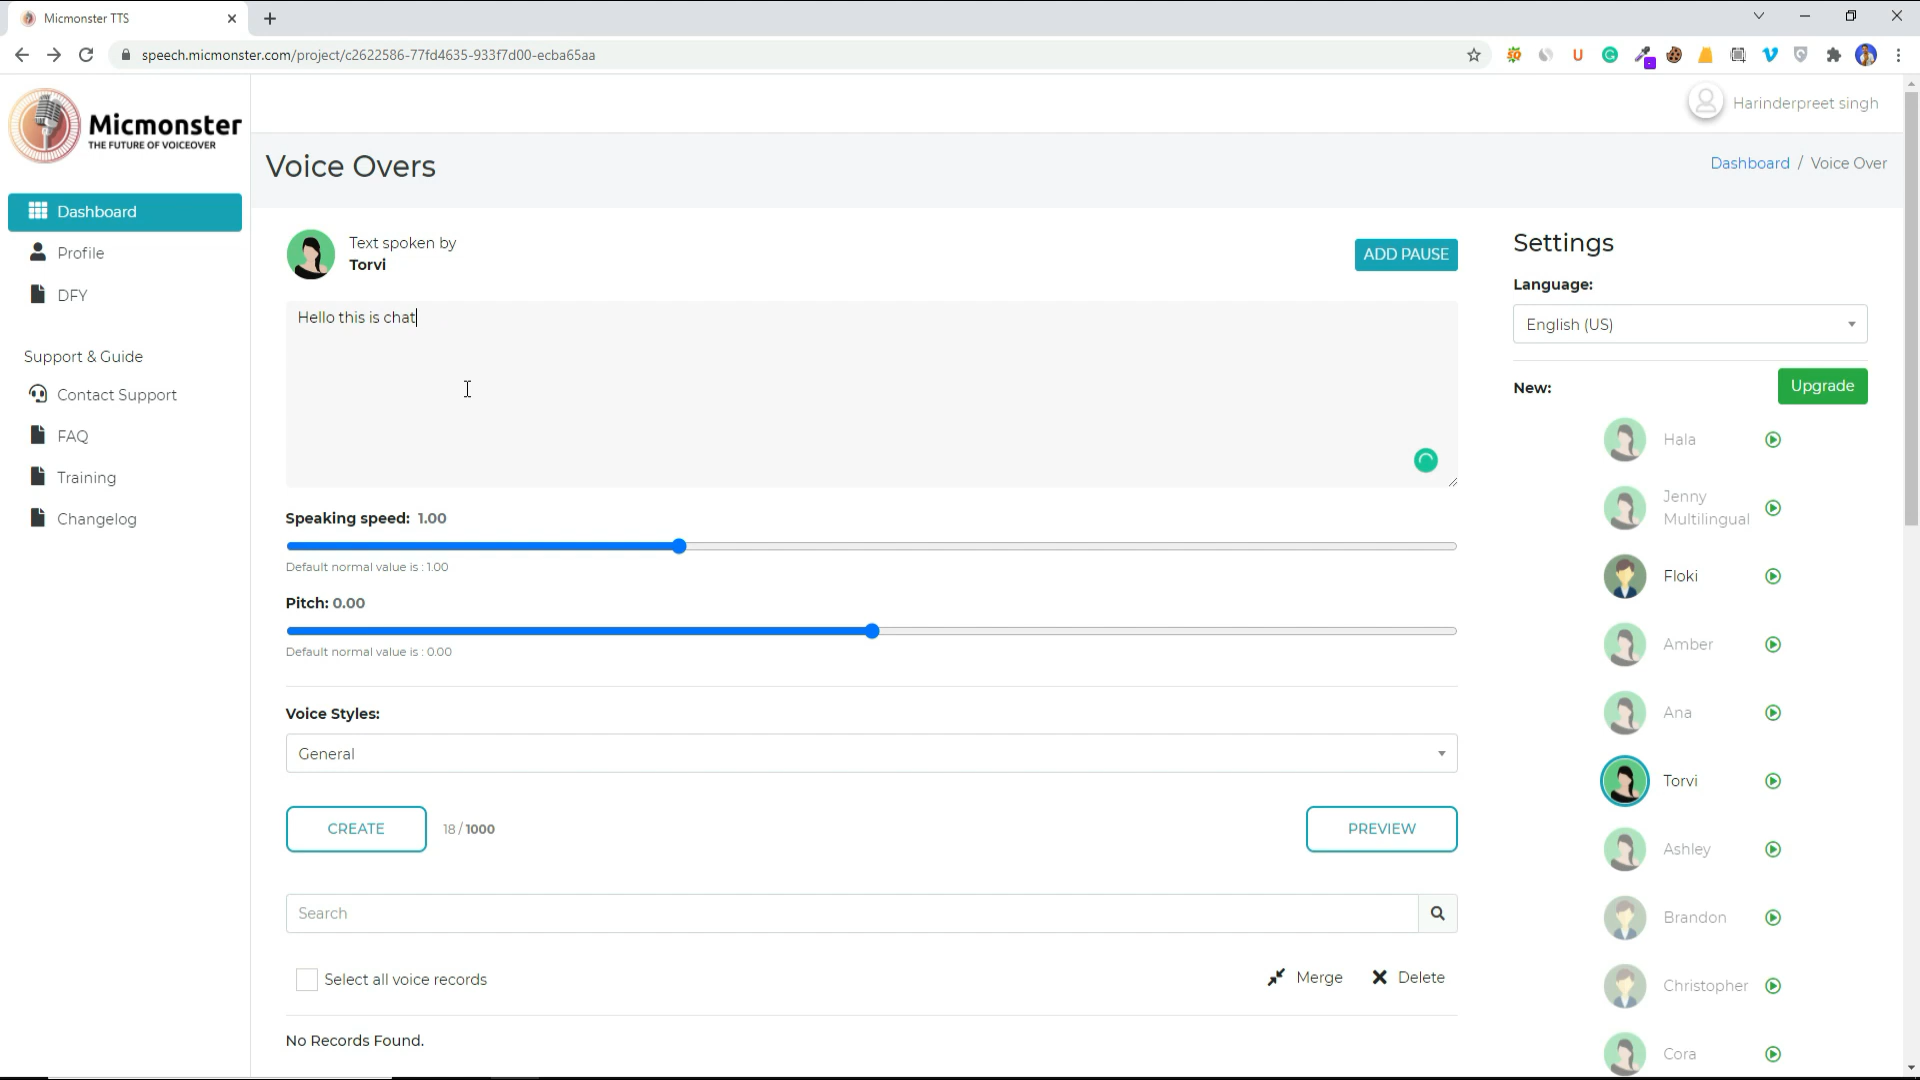 Micmonster TTS
speech.micmonster.com/project/c2622586-77fd4635-933f7d00-ecba65aa
Micmonster
THE FUTURE OF VOICEOVER
Harinderpreet singh
Voice Overs
Dashboard / Voice Over
Dashboard
Profile
DFY
Support & Guide
Contact Support
FAQ
Training
Changelog
Text spoken by
Torvi
ADD PAUSE
Hello this is chat
Speaking speed: 1.00
Default normal value is : 1.00
Pitch: 0.00
Default normal value is : 0.00
Voice Styles:
General
CREATE
18 / 1000
PREVIEW
Search
Select all voice records
Merge
Delete
No Records Found.
Settings
Language:
English (US)
New:
Upgrade
Hala
Jenny
Multilingual
Floki
Amber
Ana
Torvi
Ashley
Brandon
Christopher
Cora